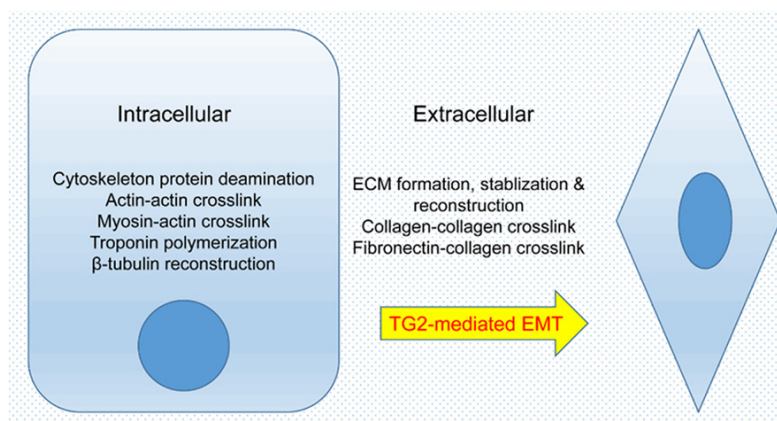 Intracellular
Cytoskeleton protein deamination
Actin-actin crosslink
Myosin-actin crosslink
Troponin polymerization
β-tubulin reconstruction
Extracellular
ECM formation, stablization &
reconstruction
Collagen-collagen crosslink
Fibronectin-collagen crosslink
TG2-mediated EMT